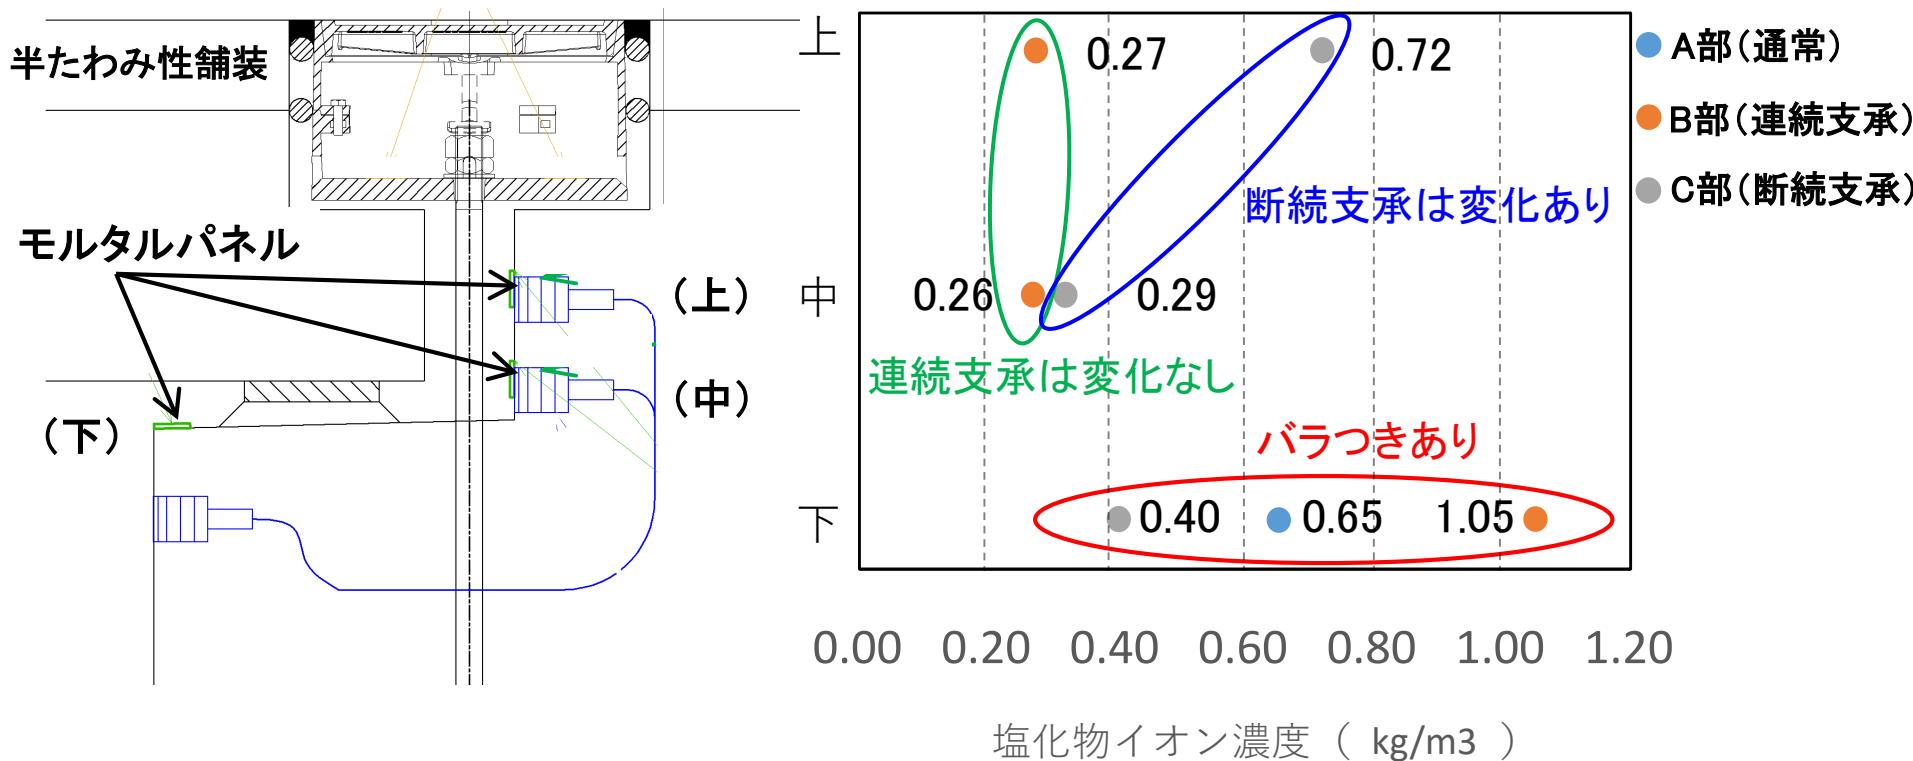 半たわみ性舗装
モルタルパネル
（上）
（中）
（下）
上
中
下
0.27
0.72
断続支承は変化あり
0.26
0.29
連続支承は変化なし
バラつきあり
0.40
0.65
1.05
A部（通常）
B部（連続支承）
C部（断続支承）
0.00 0.20 0.40 0.60 0.80 1.00 1.20
塩化物イオン濃度（ kg/m3 ）